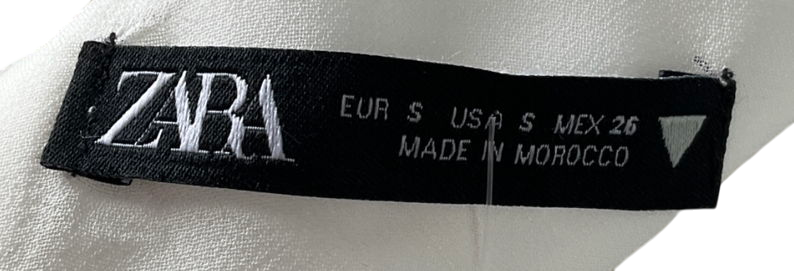 ZARA
EUR S USA S MEX 26
MADE IN MOROCCO